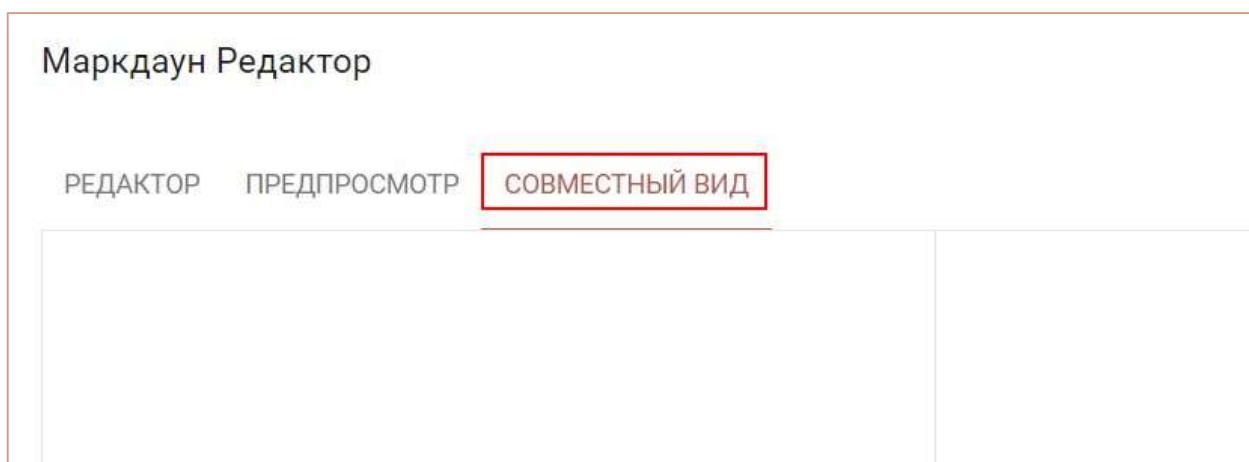 Маркдаун Редактор
РЕДАКТОР ПРЕДПРОСМОТР СОВМЕСТНЫЙ ВИД